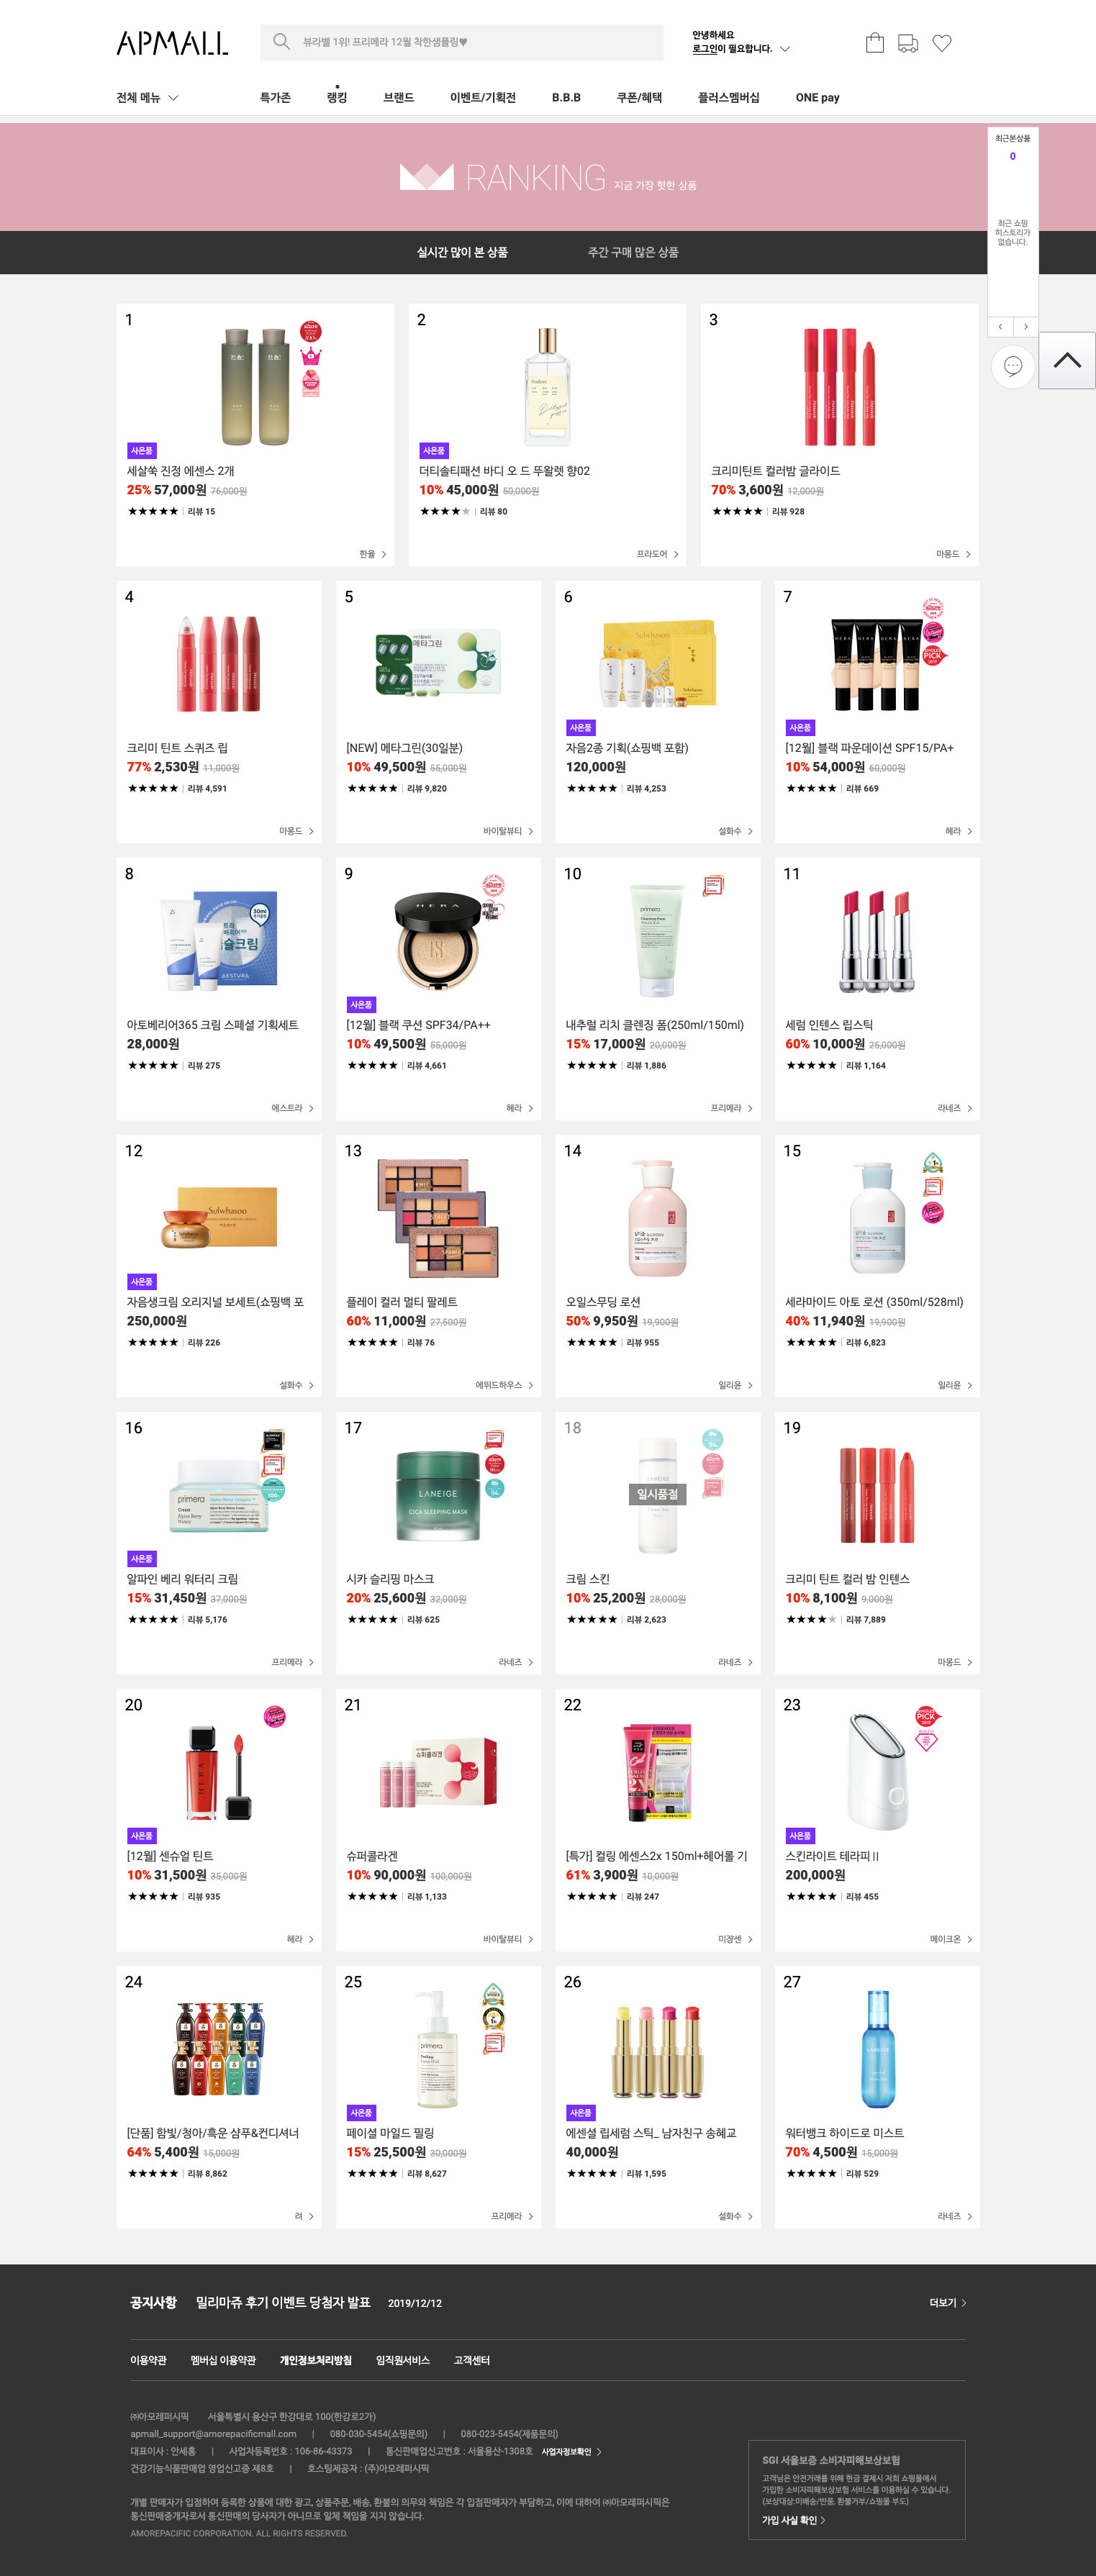 APMALL
뷰라벨 1위! 프리메라 12월 착한샘플링♥
안녕하세요
로그인이 필요합니다.
전체 메뉴
특가존
랭킹
브랜드
이벤트/기획전
B.B.B
쿠폰/혜택
플러스멤버십
ONE pay
RANKING 지금 가장 핫한 상품
최근본상품
0
최근 쇼핑
히스토리가
없습니다.
실시간 많이 본 상품
주간 구매 많은 상품
1
사은품
세살쑥 진정 에센스 2개
25% 57,000원 76,000원
★★★★★ | 리뷰 15
한율
2
사은품
더티솔티패션 바디 오 드 뚜왈렛 향02
10% 45,000원 50,000원
★★★★★ | 리뷰 80
프라도어
3
크리미틴트 컬러밤 글라이드
70% 3,600원 12,000원
★★★★★ | 리뷰 928
마몽드
4
크리미 틴트 스퀴즈 립
77% 2,530원 11,000원
★★★★★ | 리뷰 4,591
마몽드
5
메타그린
[NEW] 메타그린(30일분)
10% 49,500원 55,000원
★★★★★ | 리뷰 9,820
바이탈뷰티
6
Sulwhasoo
사은품
자음2종 기획(쇼핑백 포함)
120,000원
★★★★★ | 리뷰 4,253
설화수
7
HERA HERA HERA HERA
PICK
사은품
[12월] 블랙 파운데이션 SPF15/PA+
10% 54,000원 60,000원
★★★★★ | 리뷰 669
헤라
8
30ml
AESTURA
아토베리어365 크림 스페셜 기획세트
28,000원
★★★★★ | 리뷰 275
에스트라
9
HERA
사은품
[12월] 블랙 쿠션 SPF34/PA++
10% 49,500원 55,000원
★★★★★ | 리뷰 4,661
헤라
10
primera
Cleansing Foam
내추럴 리치 클렌징 폼(250ml/150ml)
15% 17,000원 20,000원
★★★★★ | 리뷰 1,886
프리메라
11
세럼 인텐스 립스틱
60% 10,000원 25,000원
★★★★★ | 리뷰 1,164
라네즈
12
Sulwhasoo
사은품
자음생크림 오리지널 보세트(쇼핑백 포
250,000원
★★★★★ | 리뷰 226
설화수
13
플레이 컬러 멀티 팔레트
60% 11,000원 27,500원
★★★★★ | 리뷰 76
에뛰드하우스
14
오일스무딩 로션
50% 9,950원 19,900원
★★★★★ | 리뷰 955
일리윤
15
세라마이드 아토 로션 (350ml/528ml)
40% 11,940원 19,900원
★★★★★ | 리뷰 6,823
일리윤
16
primera
Cream
Alpine Berry
Watery
사은품
알파인 베리 워터리 크림
15% 31,450원 37,000원
★★★★★ | 리뷰 5,176
프리메라
17
LANEIGE
CICA SLEEPING MASK
시카 슬리핑 마스크
20% 25,600원 32,000원
★★★★★ | 리뷰 625
라네즈
18
LANEIGE
일시품절
크림 스킨
10% 25,200원 28,000원
★★★★★ | 리뷰 2,623
라네즈
19
크리미 틴트 컬러 밤 인텐스
10% 8,100원 9,000원
★★★★★ | 리뷰 7,889
마몽드
20
HERA
사은품
[12월] 센슈얼 틴트
10% 31,500원 35,000원
★★★★★ | 리뷰 935
헤라
21
슈퍼콜라겐
슈퍼콜라겐
10% 90,000원 100,000원
★★★★★ | 리뷰 1,133
바이탈뷰티
22
2X
[특가] 컬링 에센스2x 150ml+헤어롤 기
61% 3,900원 10,000원
★★★★★ | 리뷰 247
미쟝센
23
PICK
사은품
스킨라이트 테라피Ⅱ
200,000원
★★★★★ | 리뷰 455
메이크온
24
[단품] 함빛/청아/흑운 샴푸&컨디셔너
64% 5,400원 15,000원
★★★★★ | 리뷰 8,862
려
25
primera
사은품
페이셜 마일드 필링
15% 25,500원 30,000원
★★★★★ | 리뷰 8,627
프리메라
26
사은품
에센셜 립세럼 스틱_ 남자친구 송혜교
40,000원
★★★★★ | 리뷰 1,595
설화수
27
LANEIGE
워터뱅크 하이드로 미스트
70% 4,500원 15,000원
★★★★★ | 리뷰 529
라네즈
공지사항 밀리마쥬 후기 이벤트 당첨자 발표 2019/12/12 더보기
이용약관 멤버십 이용약관 개인정보처리방침 임직원서비스 고객센터
㈜아모레퍼시픽 서울특별시 용산구 한강대로 100(한강로2가)
apmall_support@amorepacificmall.com | 080-030-5454(쇼핑문의) | 080-023-5454(제품문의)
대표이사 : 안세홍 | 사업자등록번호 : 106-86-43373 | 통신판매업신고번호 : 서울용산-1308호 사업자정보확인
건강기능식품판매업 영업신고증 제8호 | 호스팅제공자 : (주)아모레퍼시픽
개별 판매자가 입점하여 등록한 상품에 대한 광고, 상품주문, 배송, 환불의 의무와 책임은 각 입점판매자가 부담하고, 이에 대하여 ㈜아모레퍼시픽은
통신판매중개자로서 통신판매의 당사자가 아니므로 일체 책임을 지지 않습니다.
AMOREPACIFIC CORPORATION. ALL RIGHTS RESERVED.
SGI 서울보증 소비자피해보상보험
고객님은 안전거래를 위해 현금 결제시 저희 쇼핑몰에서
가입한 소비자피해보상보험 서비스를 이용하실 수 있습니다.
(보상대상:미배송/반품, 환불거부/쇼핑몰 부도)
가입 사실 확인